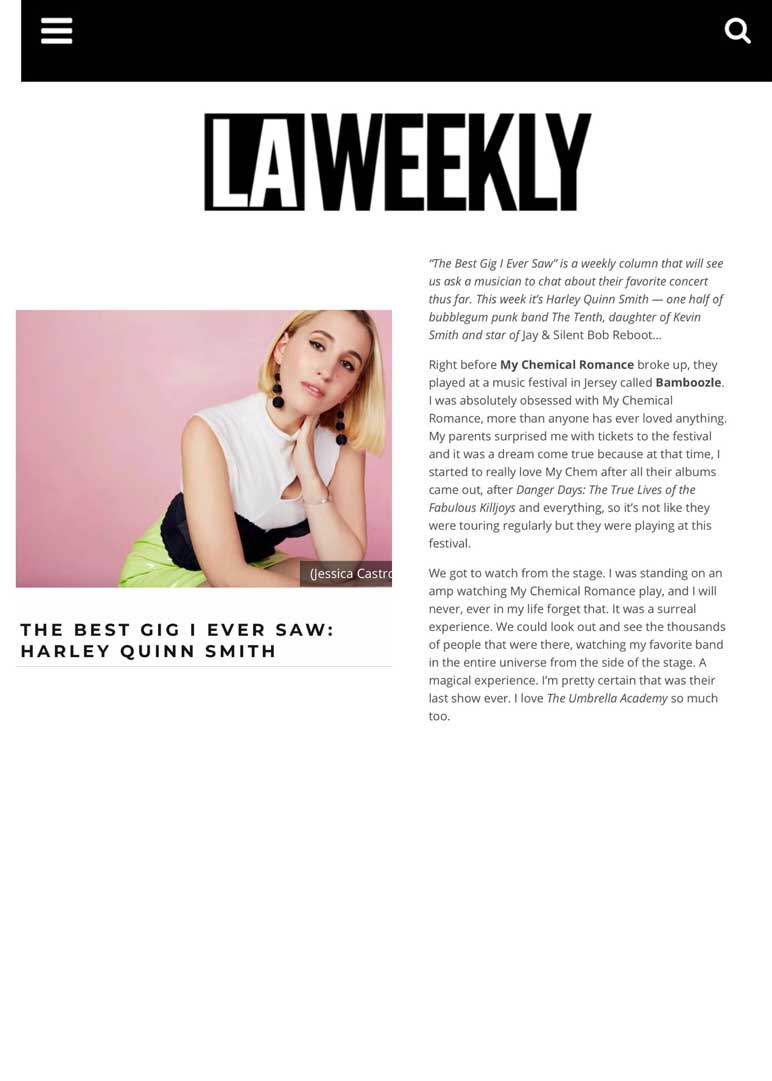 LA WEEKLY
(Jessica Castro
THE BEST GIG I EVER SAW:
HARLEY QUINN SMITH
“The Best Gig I Ever Saw” is a weekly column that will see
us ask a musician to chat about their favorite concert
thus far. This week it’s Harley Quinn Smith — one half of
bubblegum punk band The Tenth, daughter of Kevin
Smith and star of Jay & Silent Bob Reboot…
Right before My Chemical Romance broke up, they
played at a music festival in Jersey called Bamboozle.
I was absolutely obsessed with My Chemical
Romance, more than anyone has ever loved anything.
My parents surprised me with tickets to the festival
and it was a dream come true because at that time, I
started to really love My Chem after all their albums
came out, after Danger Days: The True Lives of the
Fabulous Killjoys and everything, so it’s not like they
were touring regularly but they were playing at this
festival.
We got to watch from the stage. I was standing on an
amp watching My Chemical Romance play, and I will
never, ever in my life forget that. It was a surreal
experience. We could look out and see the thousands
of people that were there, watching my favorite band
in the entire universe from the side of the stage. A
magical experience. I’m pretty certain that was their
last show ever. I love The Umbrella Academy so much
too.